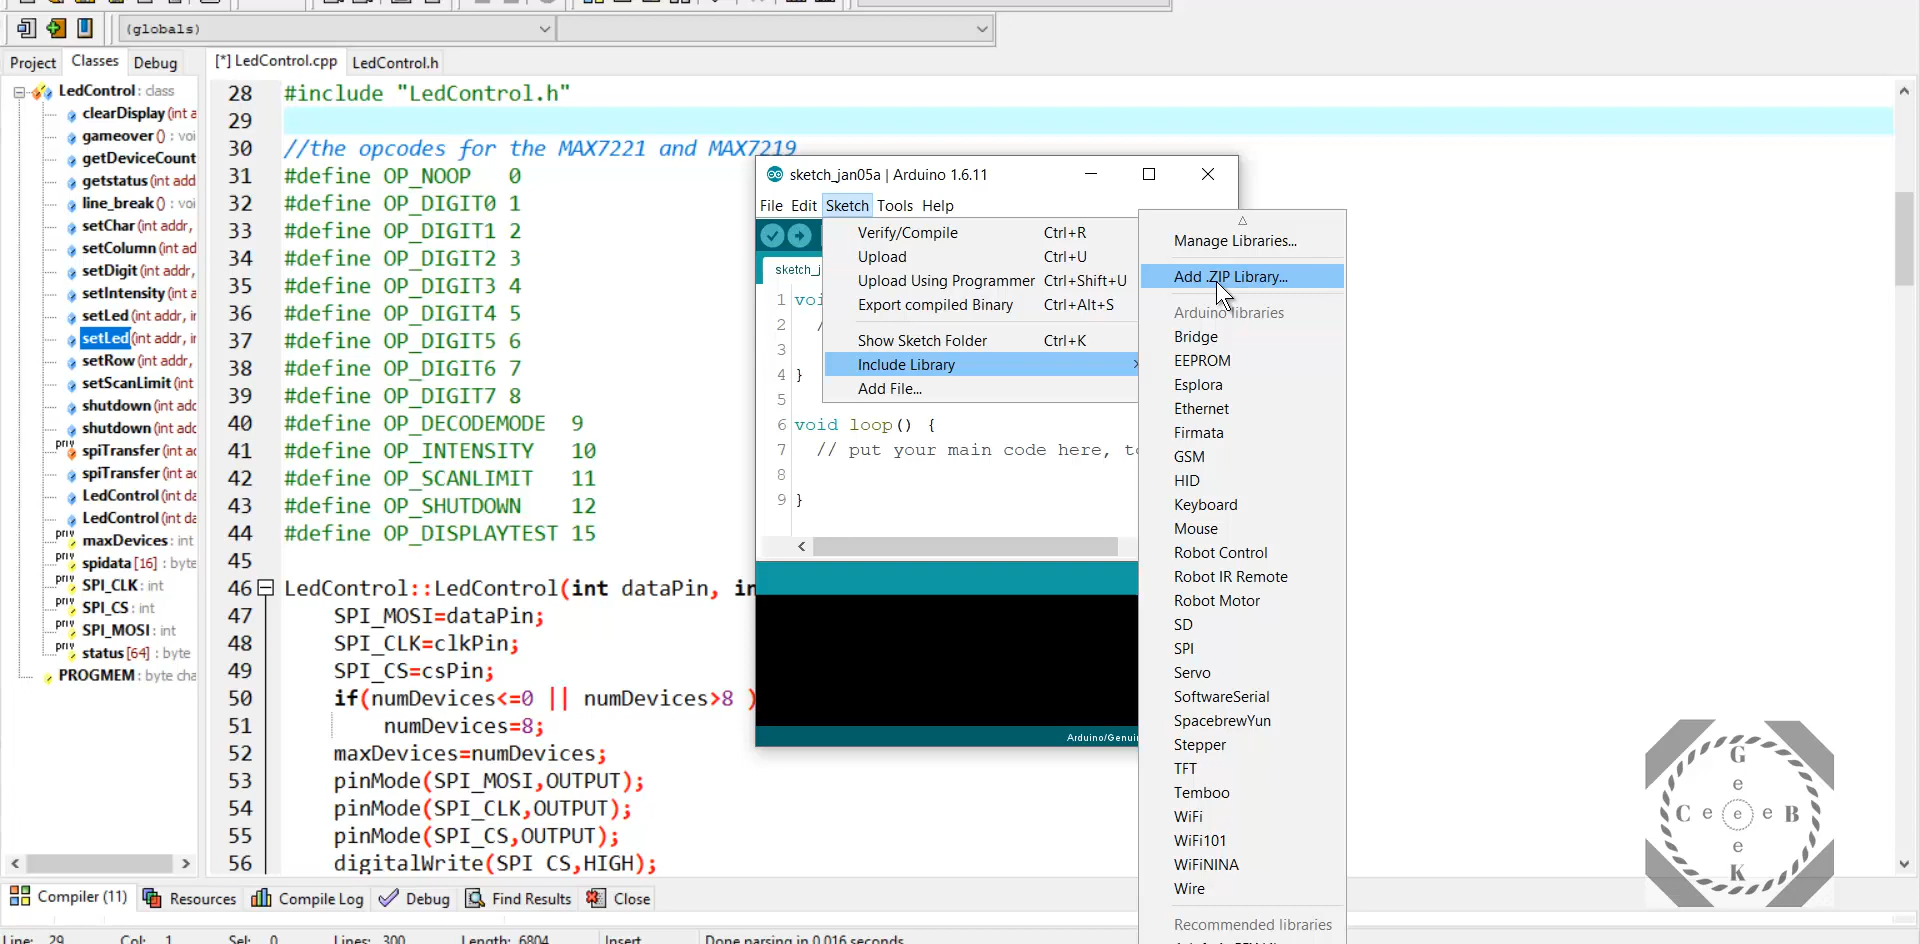 (globals)
Project Classes Debug
[*] LedControl.cpp LedControl.h
LedControl : class
clearDisplay (int a
gameover () : voi
getDeviceCount
getstatus (int add
line_break () : voi
setChar (int addr,
setColumn (int ad
setDigit (int addr,
setIntensity (int a
setLed (int addr, ir
setLed (int addr, ir
setRow (int addr,
setScanLimit (int
shutdown (int adc
shutdown (int adc
spiTransfer (int ac
spiTransfer (int ac
LedControl (int da
LedControl (int da
maxDevices : int
spidata [16] : byte
SPI_CLK : int
SPI_CS : int
SPI_MOSI : int
status [64] : byte
PROGMEM : byte cha
28 #include "LedControl.h"
29
30 //the opcodes for the MAX7221 and MAX7219
31 #define OP_NOOP 0
32 #define OP_DIGIT0 1
33 #define OP_DIGIT1 2
34 #define OP_DIGIT2 3
35 #define OP_DIGIT3 4
36 #define OP_DIGIT4 5
37 #define OP_DIGIT5 6
38 #define OP_DIGIT6 7
39 #define OP_DIGIT7 8
40 #define OP_DECODEMODE 9
41 #define OP_INTENSITY 10
42 #define OP_SCANLIMIT 11
43 #define OP_SHUTDOWN 12
44 #define OP_DISPLAYTEST 15
45
46 LedControl::LedControl(int dataPin, in
47 SPI_MOSI=dataPin;
48 SPI_CLK=clkPin;
49 SPI_CS=csPin;
50 if(numDevices<=0 || numDevices>8 )
51 numDevices=8;
52 maxDevices=numDevices;
53 pinMode(SPI_MOSI,OUTPUT);
54 pinMode(SPI_CLK,OUTPUT);
55 pinMode(SPI_CS,OUTPUT);
56 digitalWrite(SPI_CS,HIGH);
sketch_jan05a | Arduino 1.6.11
File Edit Sketch Tools Help
sketch_j
1 voi
2 /
3
4 }
5
6 void loop() {
7 // put your main code here, to
8
9 }
Arduino/Genuin
Verify/Compile Ctrl+R
Upload Ctrl+U
Upload Using Programmer Ctrl+Shift+U
Export compiled Binary Ctrl+Alt+S
Show Sketch Folder Ctrl+K
Include Library
Add File...
Manage Libraries...
Add .ZIP Library...
Arduino libraries
Bridge
EEPROM
Esplora
Ethernet
Firmata
GSM
HID
Keyboard
Mouse
Robot Control
Robot IR Remote
Robot Motor
SD
SPI
Servo
SoftwareSerial
SpacebrewYun
Stepper
TFT
Temboo
WiFi
WiFi101
WiFiNINA
Wire
Recommended libraries
G
e
C e e e B
e
K
Compiler (11) Resources Compile Log Debug Find Results Close
Line: 29 Col: 1 Sel: 0 Lines: 300 Length: 6804 Insert Done parsing in 0.016 seconds